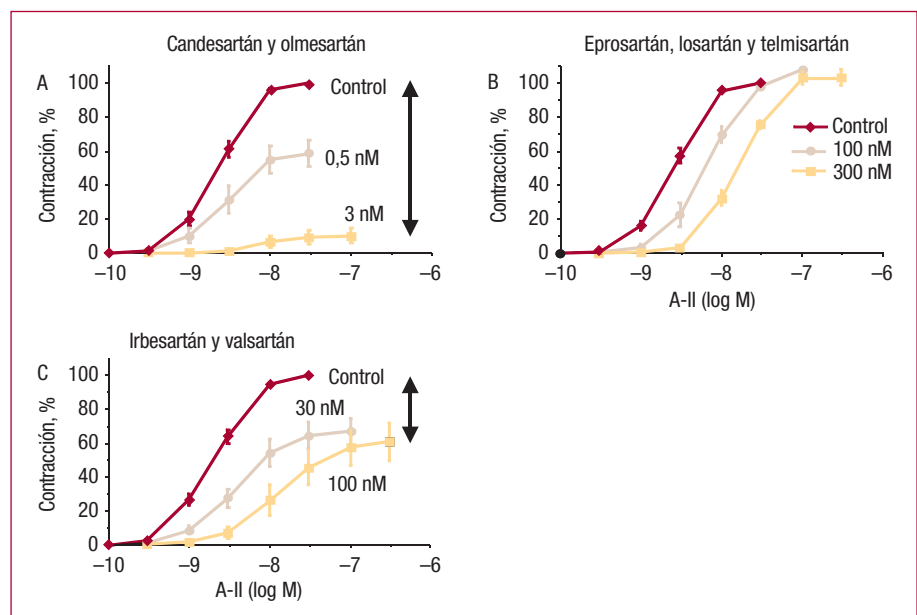 Candesartán y olmesartán
A
Contracción, %
100
80
60
40
20
0
Control
0,5 nM
3 nM
–10 –9 –8 –7 –6
Eprosartán, losartán y telmisartán
B
Contracción, %
100
80
60
40
20
0
Control
100 nM
300 nM
–10 –9 –8 –7 –6
A-II (log M)
Irbesartán y valsartán
C
Contracción, %
100
80
60
40
20
0
Control
30 nM
100 nM
–10 –9 –8 –7 –6
A-II (log M)